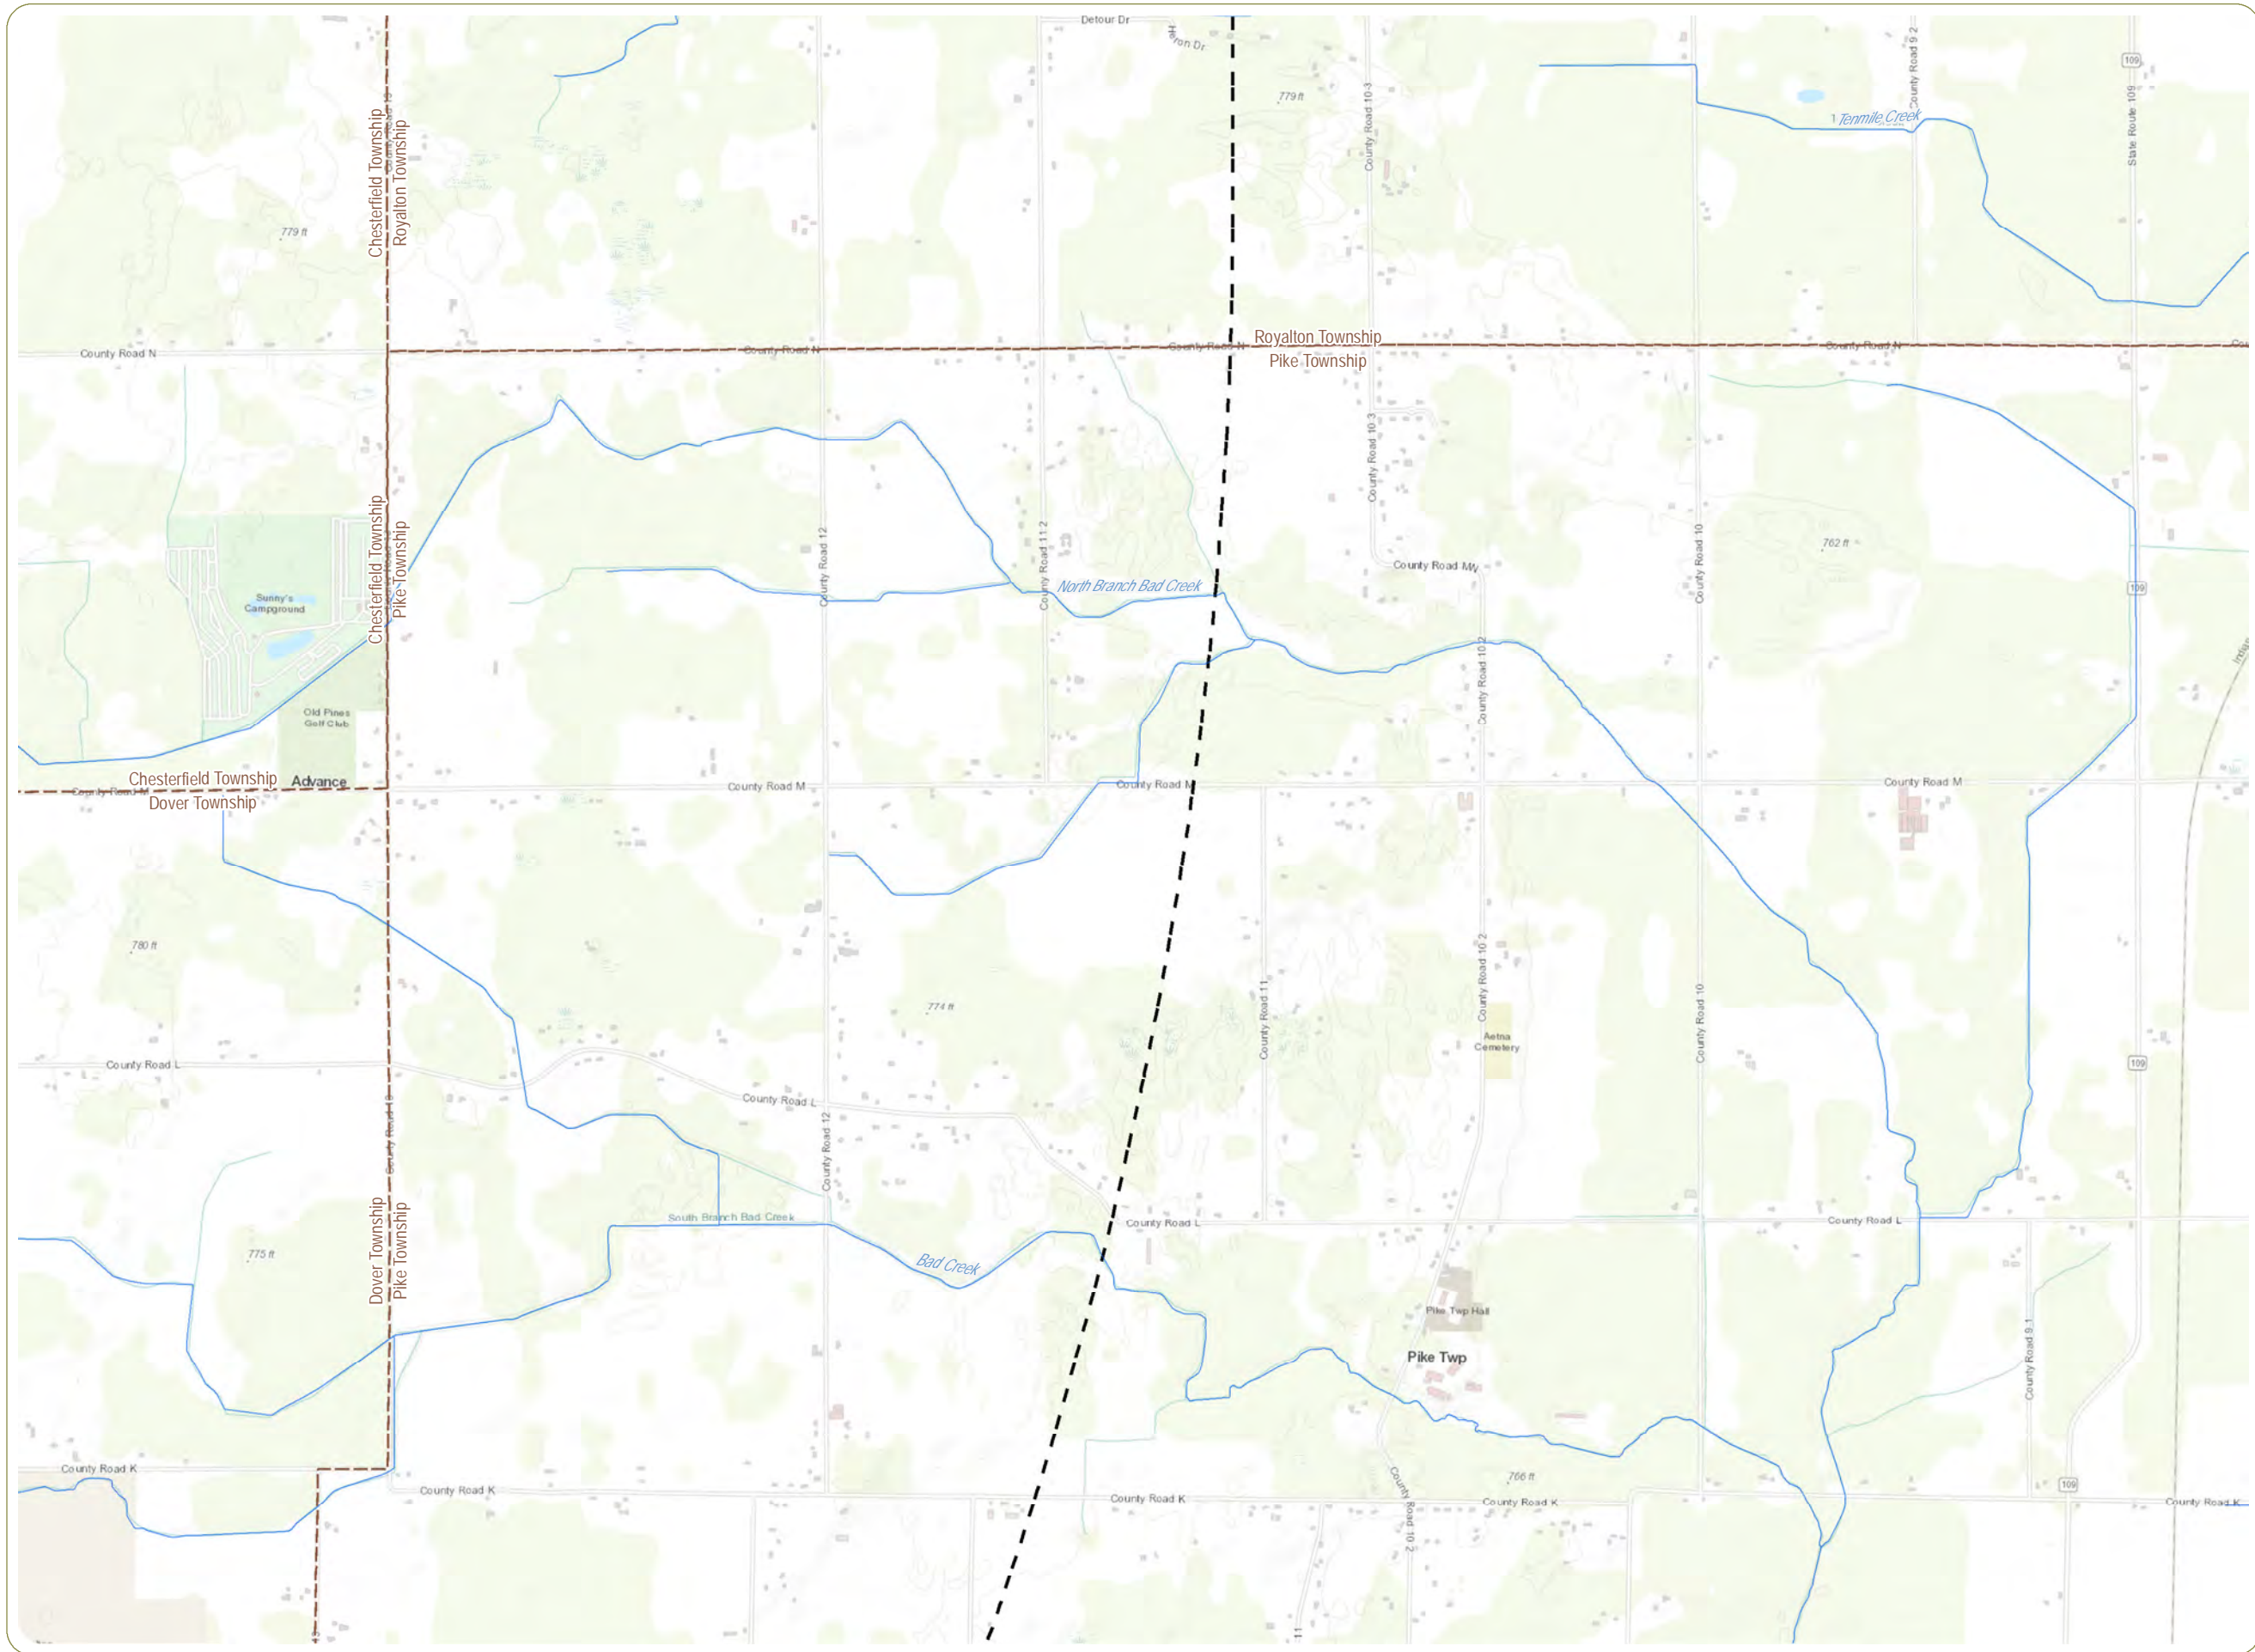 Detour Dr
Heron Dr
County Road 9 2
109
779 ft
County Road 10-3
State Route 109
Tenmile Creek
Chesterfield Township
Royalton Township
779 ft
Royalton Township
County Road N
County Road N
County Road N
County Road N
Pike Township
County Road 10-3
Chesterfield Township
Pike Township
County Road 12
County Road 11 2
County Road 10
762 ft
County Road MW
North Branch Bad Creek
109
Sunny's
Campground
County Road 10 2
Old Pines
Golf Club
Chesterfield Township
Advance
County Road M
Dover Township
County Road M
County Road M
County Road M
780 ft
774 ft
County Road 11
County Road 10 2
County Road 10
Aetna
Cemetery
109
County Road L
County Road L
County Road 13
County Road 12
South Branch Bad Creek
County Road L
County Road L
Dover Township
Pike Township
775 ft
Bad Creek
Pike Twp Hall
Pike Twp
County Road 9 1
County Road K
County Road K
County Road K
766 ft
County Road K
109
County Road K
County Road 10 2
11